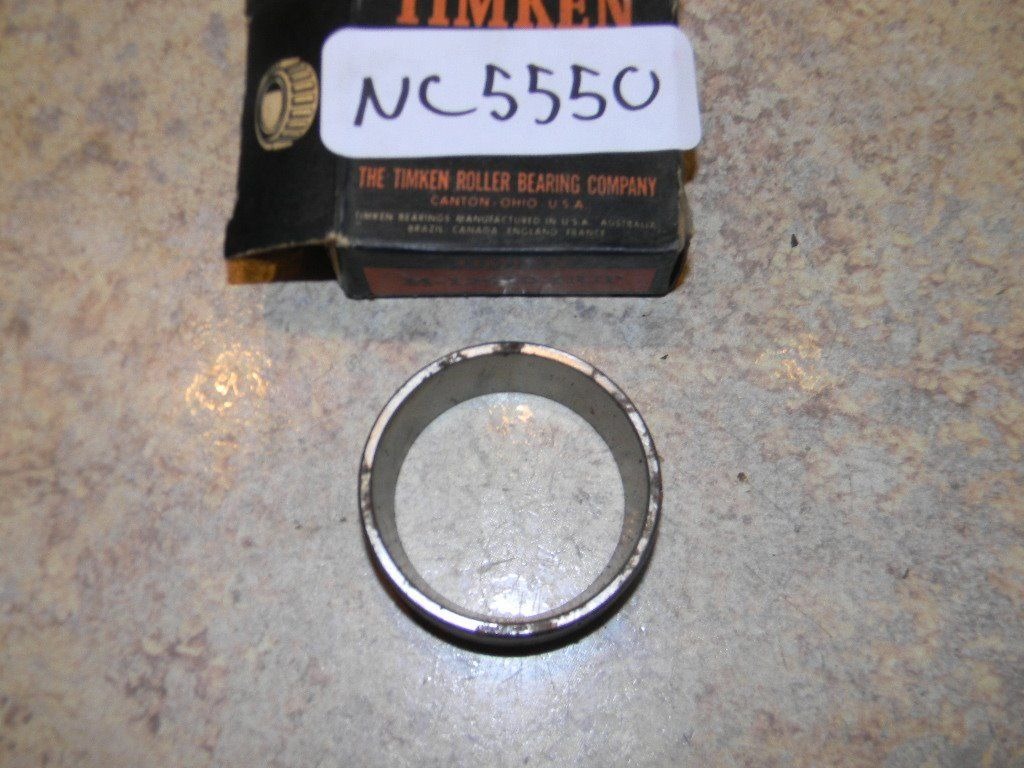 TIMKEN
NC5550
THE TIMKEN ROLLER BEARING COMPANY
CANTON · OHIO U.S.A.
TIMKEN BEARINGS MANUFACTURED IN U.S.A. AUSTRALIA
BRAZIL CANADA ENGLAND FRANCE